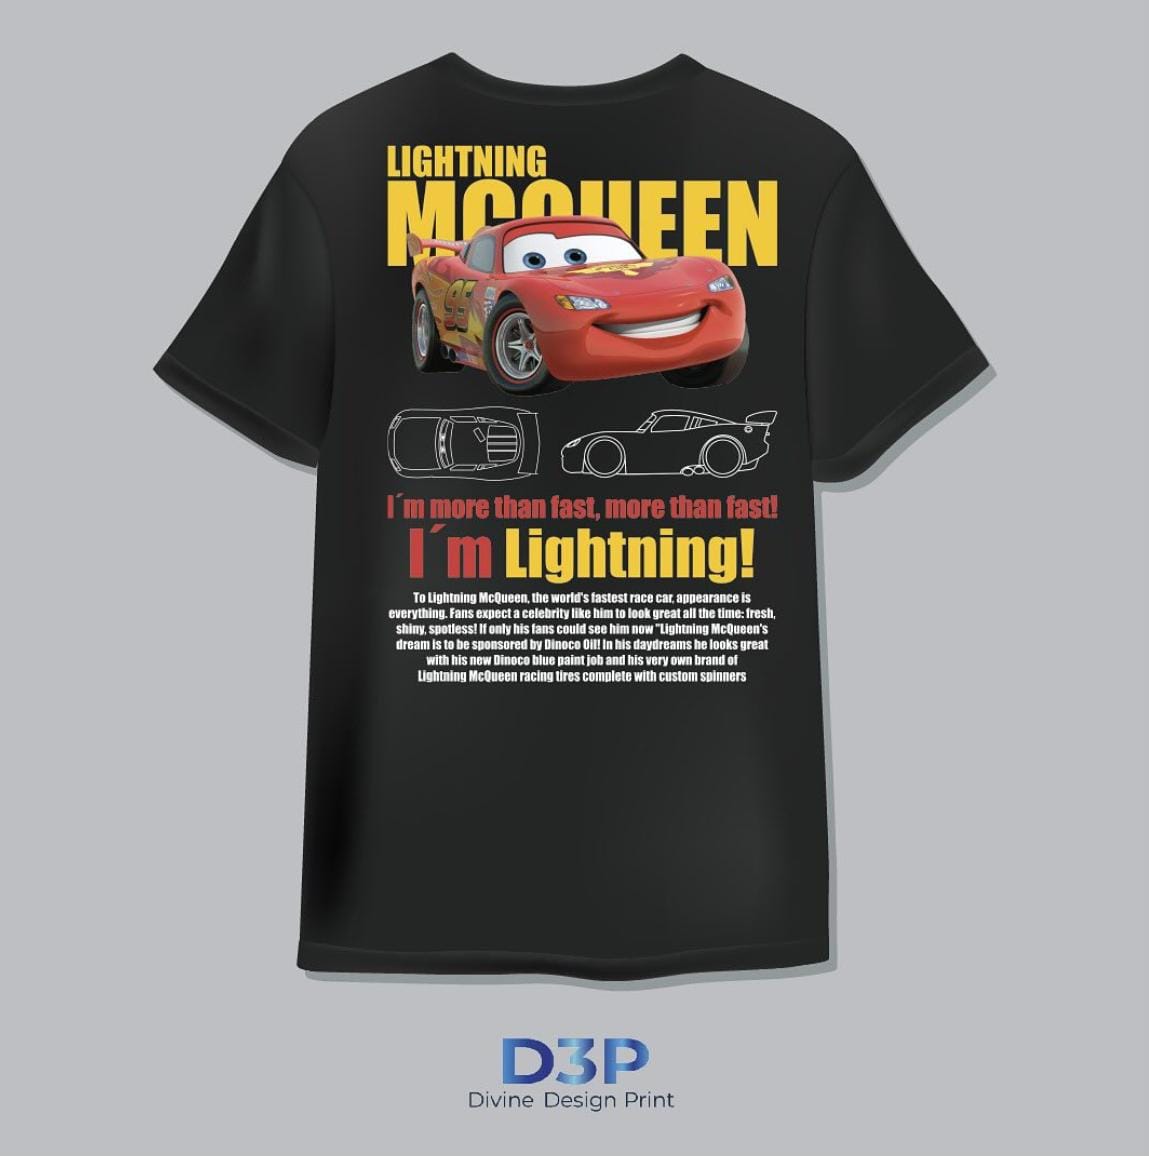 LIGHTNING
MCQUEEN
95
I´m more than fast, more than fast!
I´m Lightning!
To Lightning McQueen, the world's fastest race car, appearance is
everything. Fans expect a celebrity like him to look great all the time: fresh,
shiny, spotless! If only his fans could see him now "Lightning McQueen's
dream is to be sponsored by Dinoco Oil! In his daydreams he looks great
with his new Dinoco blue paint job and his very own brand of
Lightning McQueen racing tires complete with custom spinners
D3P
Divine Design Print